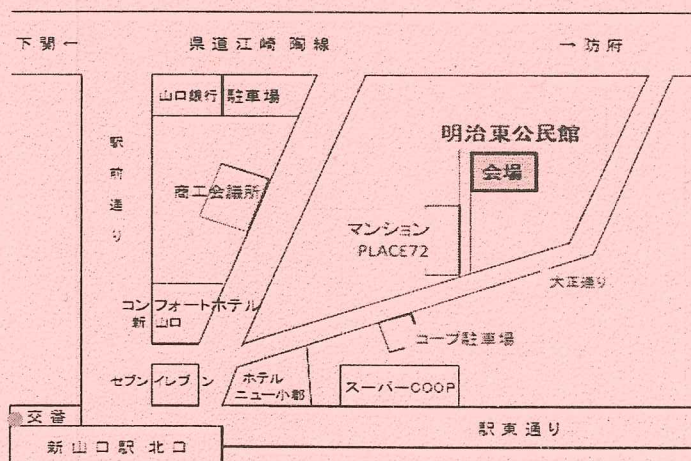 下関← 県道江崎陶線 →防府
山口銀行 駐車場
明治東公民館
会場
駅前通り
商工会議所
マンション
PLACE72
大正通り
コンフォートホテル
新山口
コープ駐車場
セブンイレブン
ホテル
ニュー小郡
スーパーCOOP
交番
駅東通り
新山口駅北口